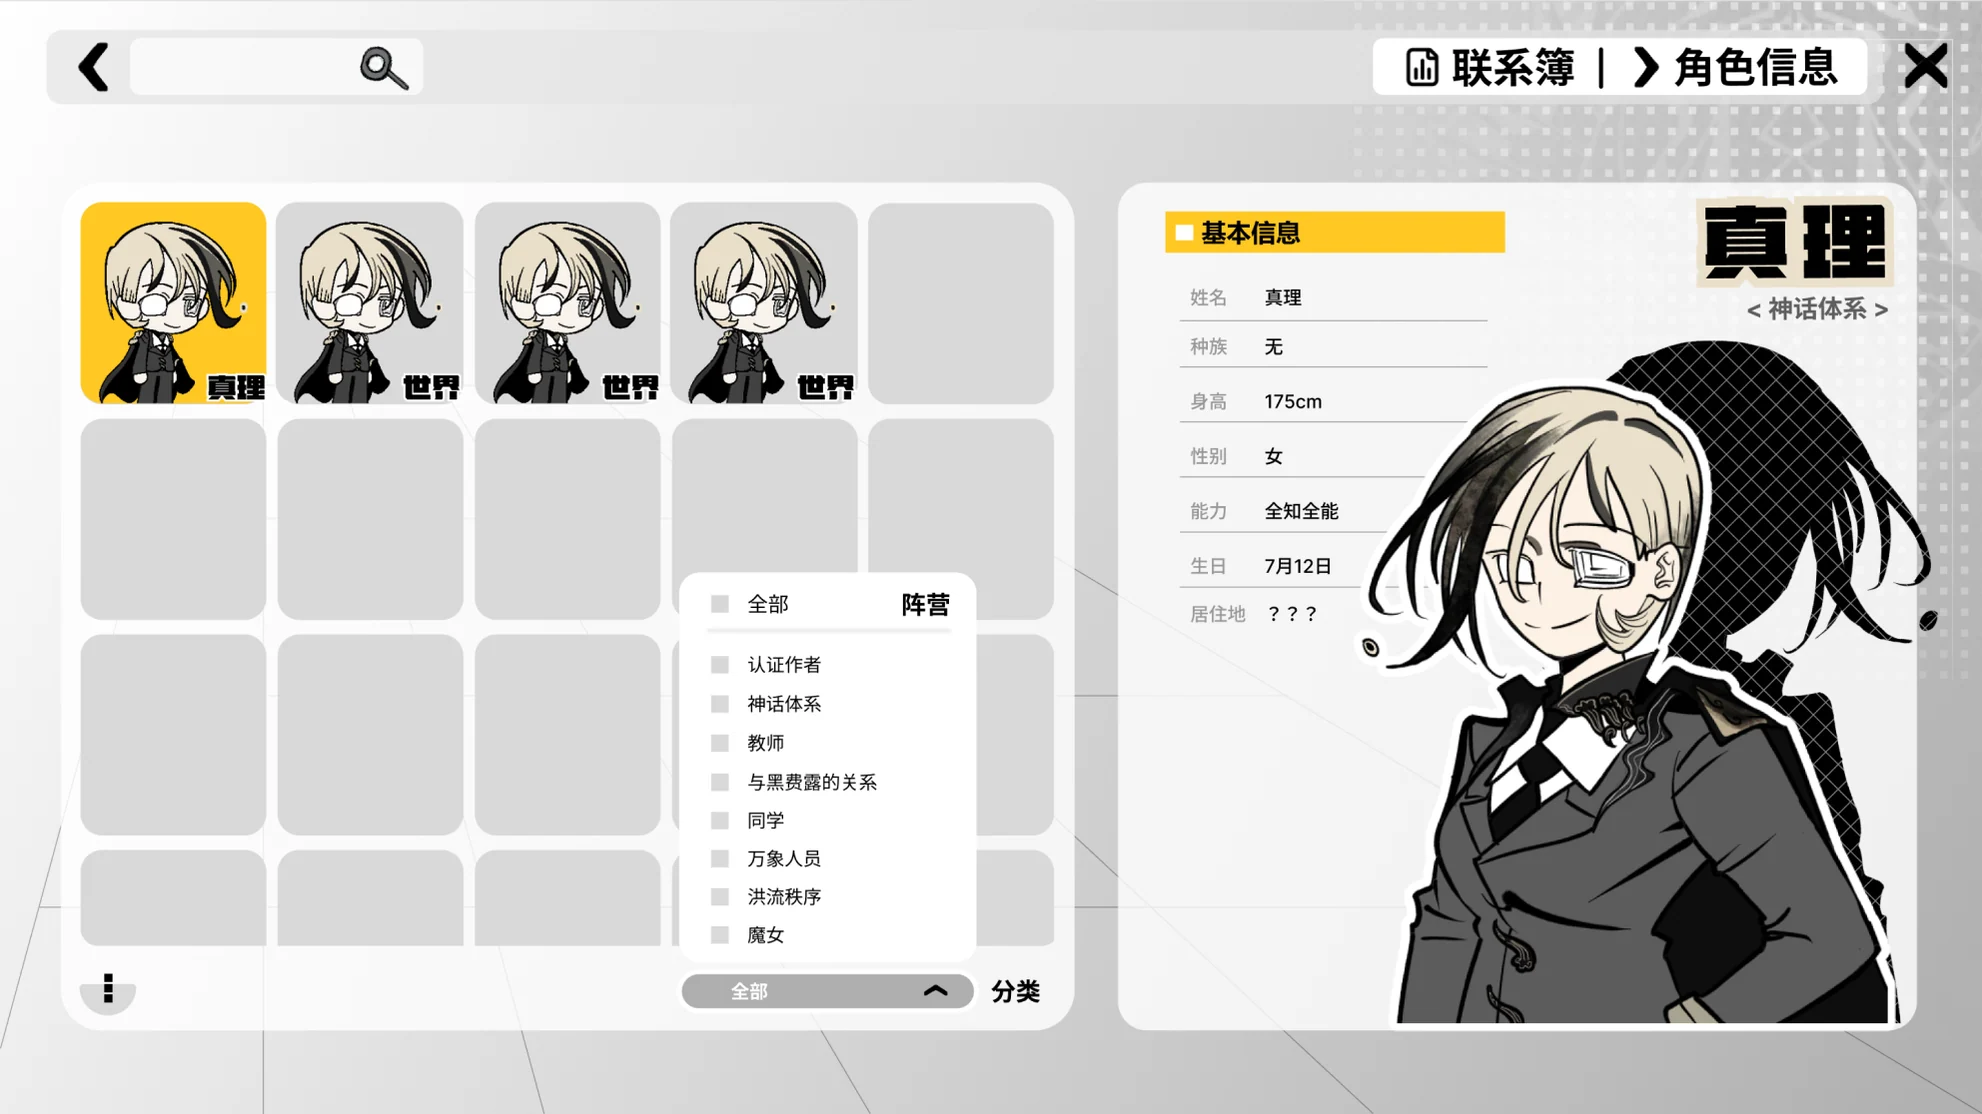 联系簿 | 角色信息
真理
世界
世界
世界
全部 阵营
认证作者
神话体系
教师
与黑费露的关系
同学
万象人员
洪流秩序
魔女
全部 分类
基本信息
姓名 真理
种族 无
身高 175cm
性别 女
能力 全知全能
生日 7月12日
居住地 ？？？
真理
<神话体系>